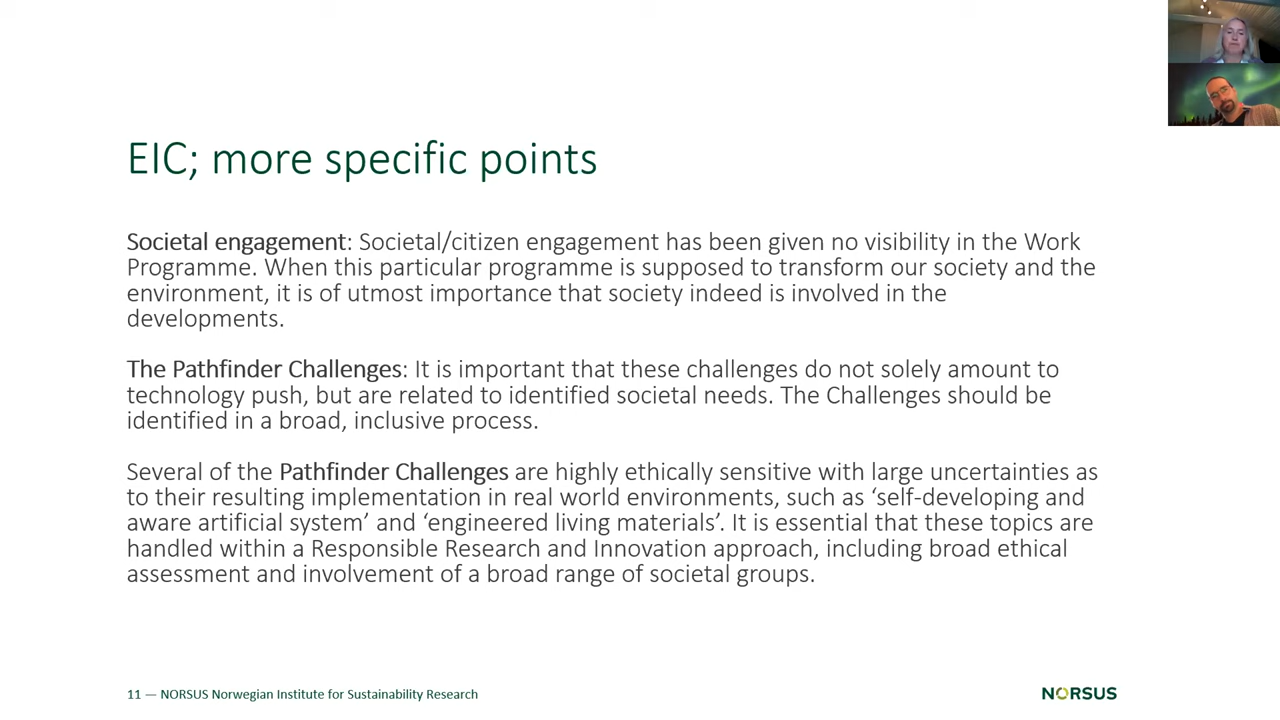 EIC; more specific points
Societal engagement: Societal/citizen engagement has been given no visibility in the Work
Programme. When this particular programme is supposed to transform our society and the
environment, it is of utmost importance that society indeed is involved in the
developments.
The Pathfinder Challenges: It is important that these challenges do not solely amount to
technology push, but are related to identified societal needs. The Challenges should be
identified in a broad, inclusive process.
Several of the Pathfinder Challenges are highly ethically sensitive with large uncertainties as
to their resulting implementation in real world environments, such as ‘self-developing and
aware artificial system’ and ‘engineered living materials’. It is essential that these topics are
handled within a Responsible Research and Innovation approach, including broad ethical
assessment and involvement of a broad range of societal groups.
11 — NORSUS Norwegian Institute for Sustainability Research
NORSUS